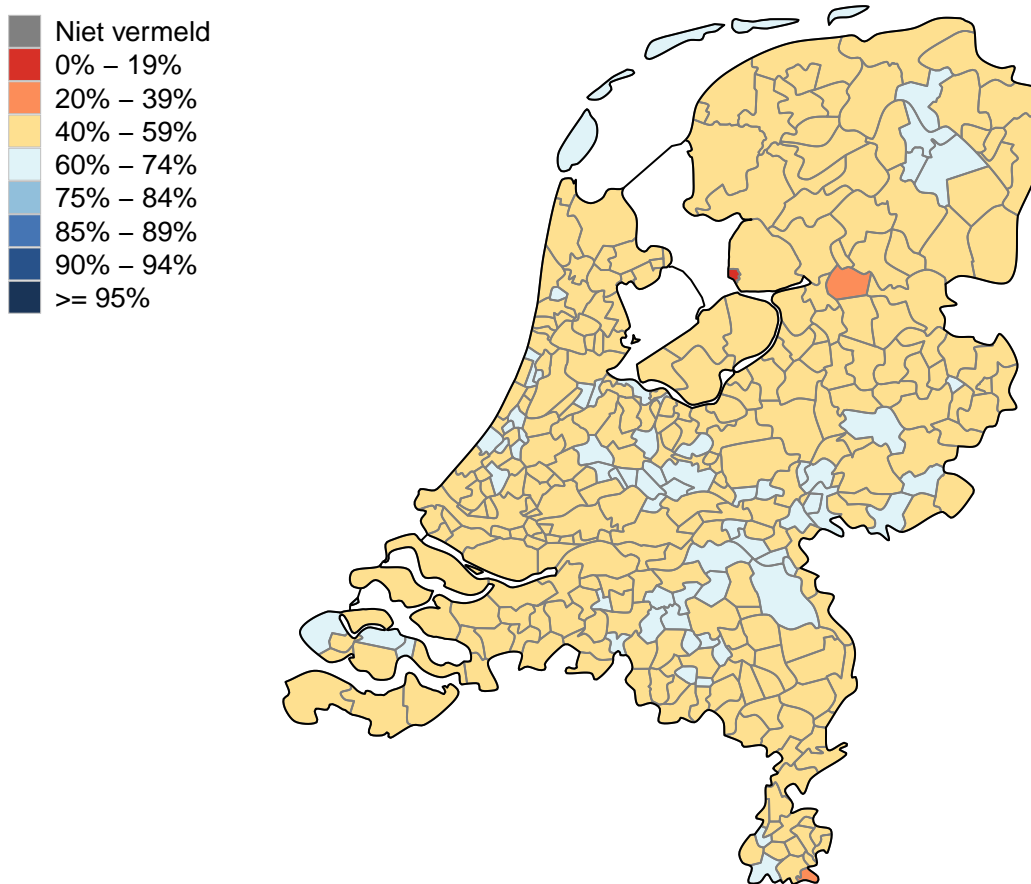 Niet vermeld
0% – 19%
20% – 39%
40% – 59%
60% – 74%
75% – 84%
85% – 89%
90% – 94%
>= 95%